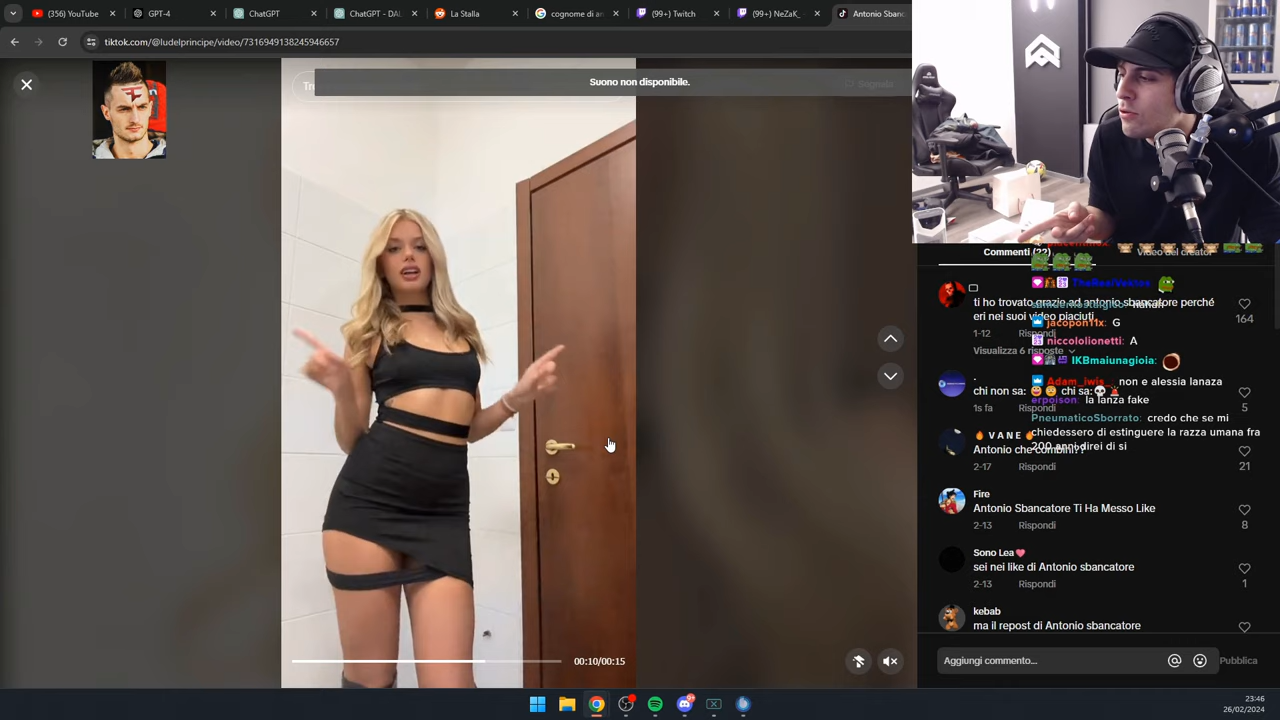 (356) YouTube
GPT-4
ChatGPT
ChatGPT - DAL
La Stalla
cognome di an
(99+) Twitch
(99+) NeZaK_
Antonio Sbanc
tiktok.com/@ludelprincipe/video/7316949138245946657
Suono non disponibile.
Segnala
Commenti (22)
Video del creator
TheRealVektos
ti ho trovato grazie ad antonio sbancatore perché
eri nei suoi video piaciuti
164
jacopon11x: G
1-12
Rispondi
niccololionetti: A
Visualizza 6 risposte
IKBmaiunagioia:
Adam_iwis_: non e alessia lanaza
chi non sa:
chi sa:
5
erpoison: la lanza fake
1s fa
Rispondi
PneumaticoSborrato: credo che se mi
chiedessero di estinguere la razza umana fra
200 anni direi di si
V A N E
Antonio che combini??
21
2-17
Rispondi
Fire
Antonio Sbancatore Ti Ha Messo Like
8
2-13
Rispondi
Sono Lea
sei nei like di Antonio sbancatore
1
2-13
Rispondi
kebab
ma il repost di Antonio sbancatore
00:10/00:15
Aggiungi commento...
Pubblica
23:46
26/02/2024